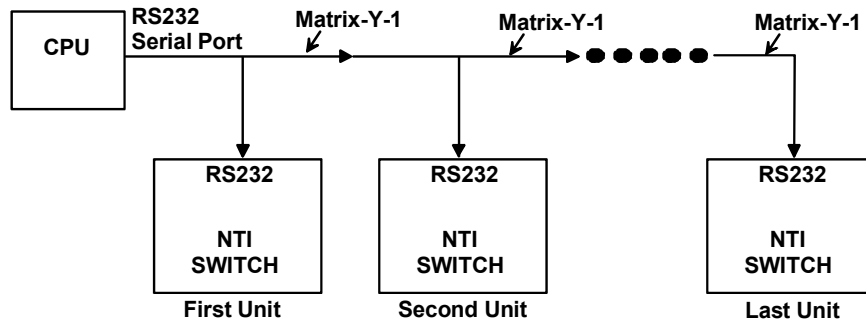 CPU
RS232
Serial Port
Matrix-Y-1
Matrix-Y-1
Matrix-Y-1
RS232
NTI
SWITCH
First Unit
RS232
NTI
SWITCH
Second Unit
RS232
NTI
SWITCH
Last Unit